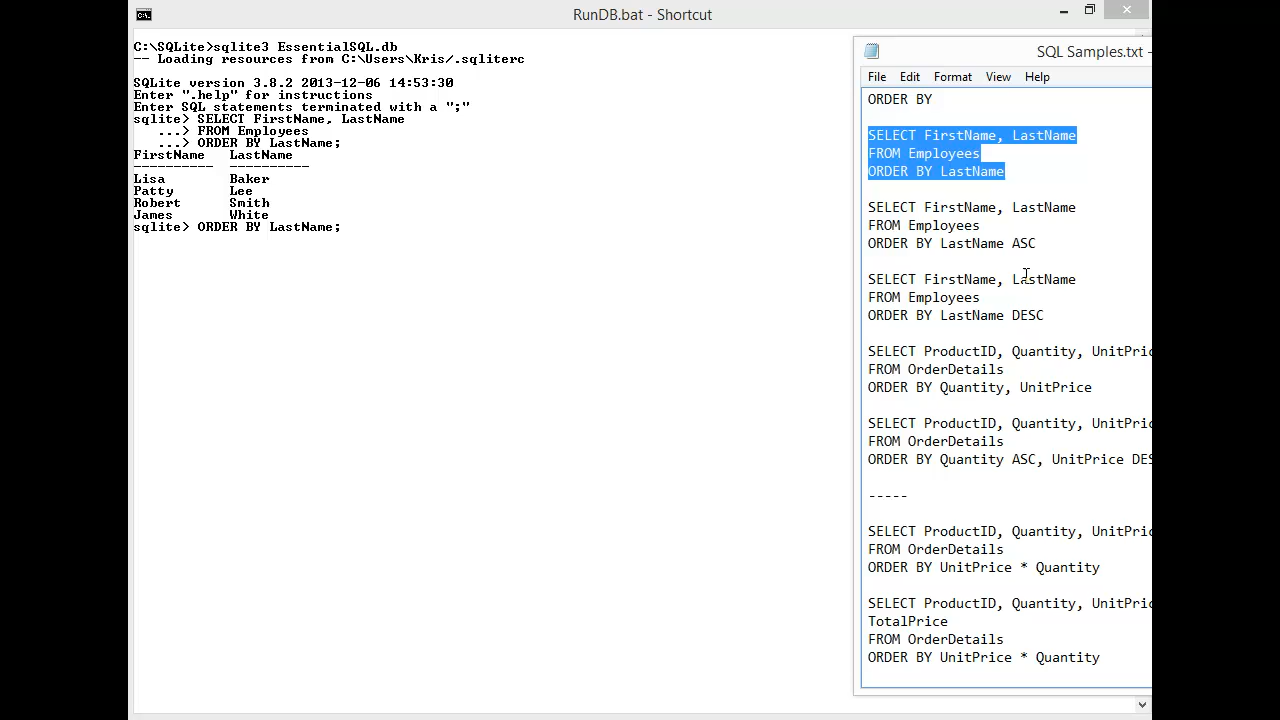 RunDB.bat - Shortcut
C:\SQLite>sqlite3 EssentialSQL.db
-- Loading resources from C:\Users\Kris/.sqliterc
SQLite version 3.8.2 2013-12-06 14:53:30
Enter ".help" for instructions
Enter SQL statements terminated with a ";"
sqlite> SELECT FirstName, LastName
...> FROM Employees
...> ORDER BY LastName;
FirstName LastName
---------- ----------
Lisa Baker
Patty Lee
Robert Smith
James White
sqlite> ORDER BY LastName;
SQL Samples.txt -
File Edit Format View Help
ORDER BY
SELECT FirstName, LastName
FROM Employees
ORDER BY LastName
SELECT FirstName, LastName
FROM Employees
ORDER BY LastName ASC
SELECT FirstName, LastName
FROM Employees
ORDER BY LastName DESC
SELECT ProductID, Quantity, UnitPric
FROM OrderDetails
ORDER BY Quantity, UnitPrice
SELECT ProductID, Quantity, UnitPric
FROM OrderDetails
ORDER BY Quantity ASC, UnitPrice DES
-----
SELECT ProductID, Quantity, UnitPric
FROM OrderDetails
ORDER BY UnitPrice * Quantity
SELECT ProductID, Quantity, UnitPric
TotalPrice
FROM OrderDetails
ORDER BY UnitPrice * Quantity